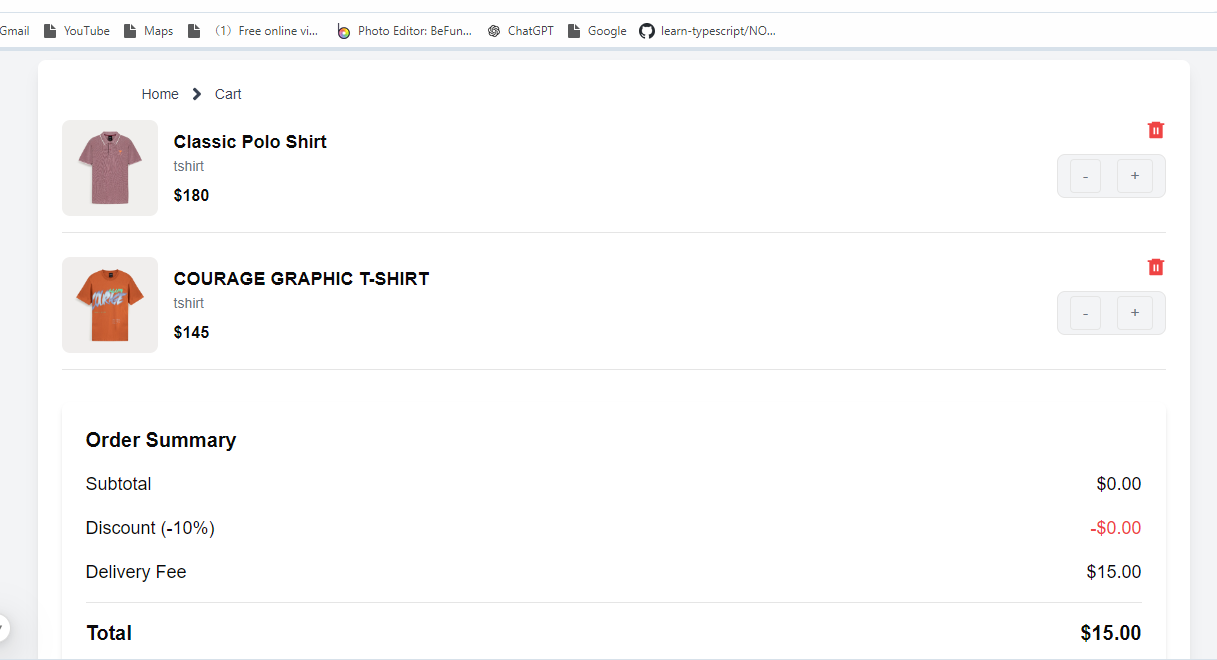 Gmail YouTube Maps (1) Free online vi... Photo Editor: BeFun... ChatGPT Google learn-typescript/NO...
Home Cart
Classic Polo Shirt
tshirt
$180
- +
COURAGE GRAPHIC T-SHIRT
tshirt
$145
- +
COURAGE
Order Summary
Subtotal $0.00
Discount (-10%) -$0.00
Delivery Fee $15.00
Total $15.00